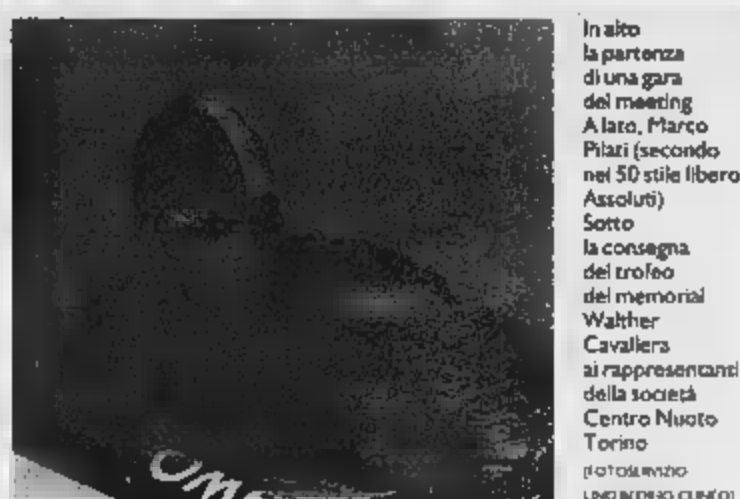 In alto
la partenza
di una gara
del meeting
A lato, Marco
Pilati (secondo
nei 50 stile libero
Assoluti)
Sotto
la consegna
del trofeo
del memorial
Walther
Cavallera
ai rappresentanti
della società
Centro Nuoto
Torino